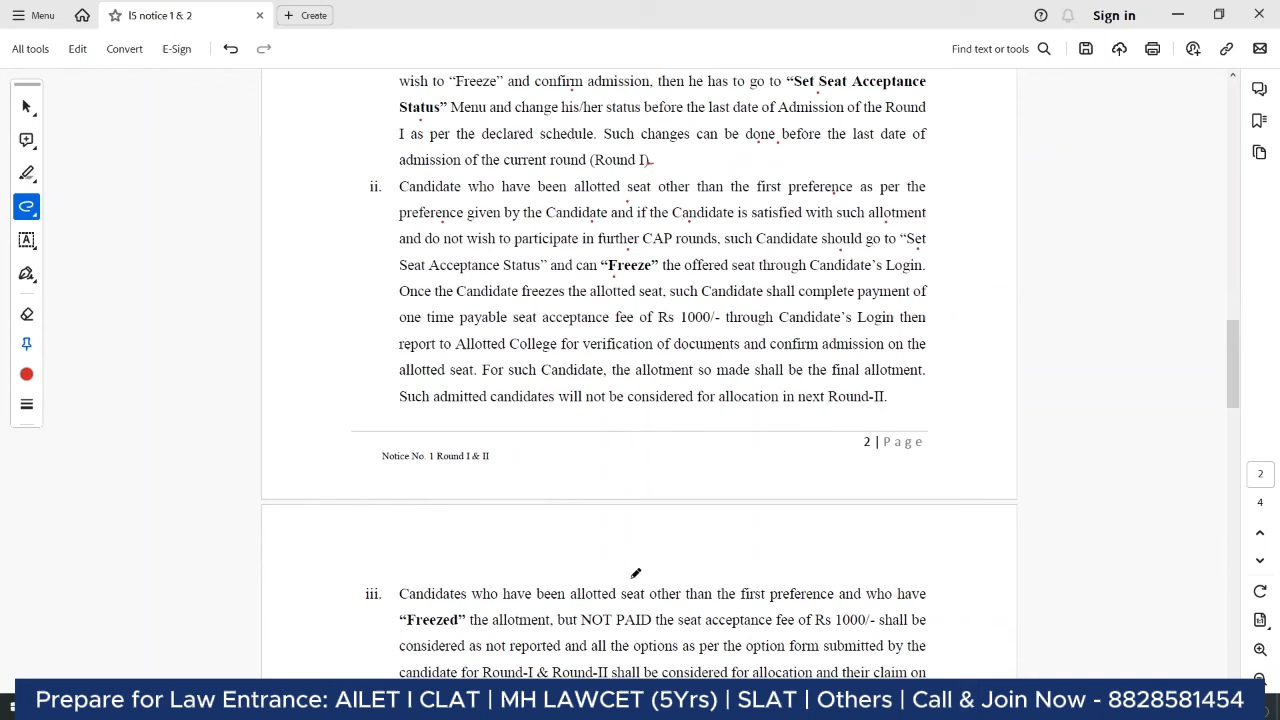 Menu
l5 notice 1 & 2
Create
Sign in
All tools
Edit
Convert
E-Sign
Find text or tools
wish to “Freeze” and confirm admission, then he has to go to “Set Seat Acceptance
Status” Menu and change his/her status before the last date of Admission of the Round
I as per the declared schedule. Such changes can be done before the last date of
admission of the current round (Round I).
ii. Candidate who have been allotted seat other than the first preference as per the
preference given by the Candidate and if the Candidate is satisfied with such allotment
and do not wish to participate in further CAP rounds, such Candidate should go to “Set
Seat Acceptance Status” and can “Freeze” the offered seat through Candidate’s Login.
Once the Candidate freezes the allotted seat, such Candidate shall complete payment of
one time payable seat acceptance fee of Rs 1000/- through Candidate’s Login then
report to Allotted College for verification of documents and confirm admission on the
allotted seat. For such Candidate, the allotment so made shall be the final allotment.
Such admitted candidates will not be considered for allocation in next Round-II.
2 | Page
Notice No. 1 Round I & II
2
4
iii. Candidates who have been allotted seat other than the first preference and who have
“Freezed” the allotment, but NOT PAID the seat acceptance fee of Rs 1000/- shall be
considered as not reported and all the options as per the option form submitted by the
candidate for Round-I & Round-II shall be considered for allocation and their claim on
Prepare for Law Entrance: AILET I CLAT | MH LAWCET (5Yrs) | SLAT | Others | Call & Join Now - 8828581454